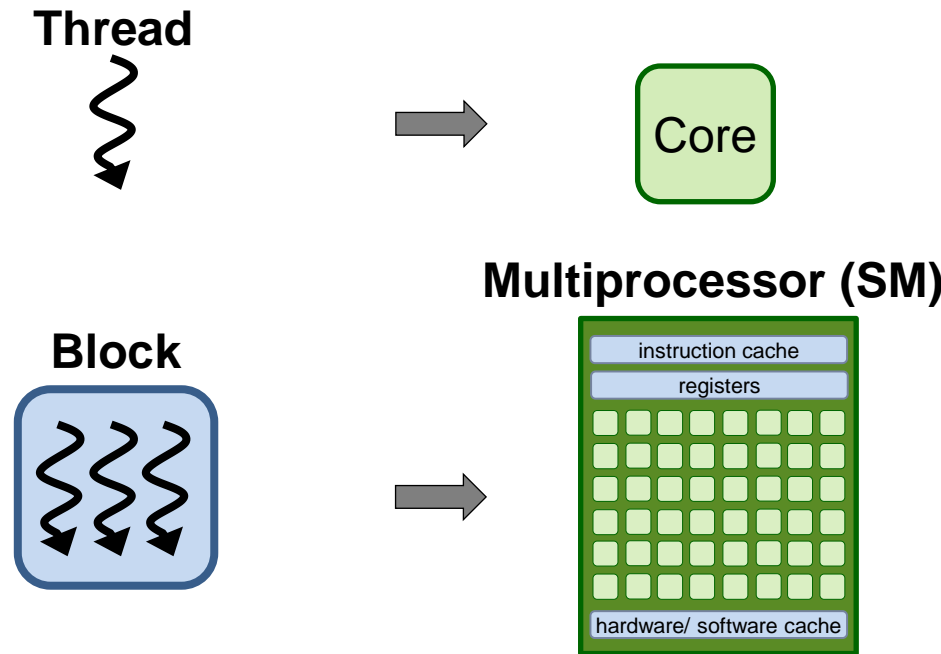 Thread
Core
Multiprocessor (SM)
Block
instruction cache
registers
hardware/ software cache